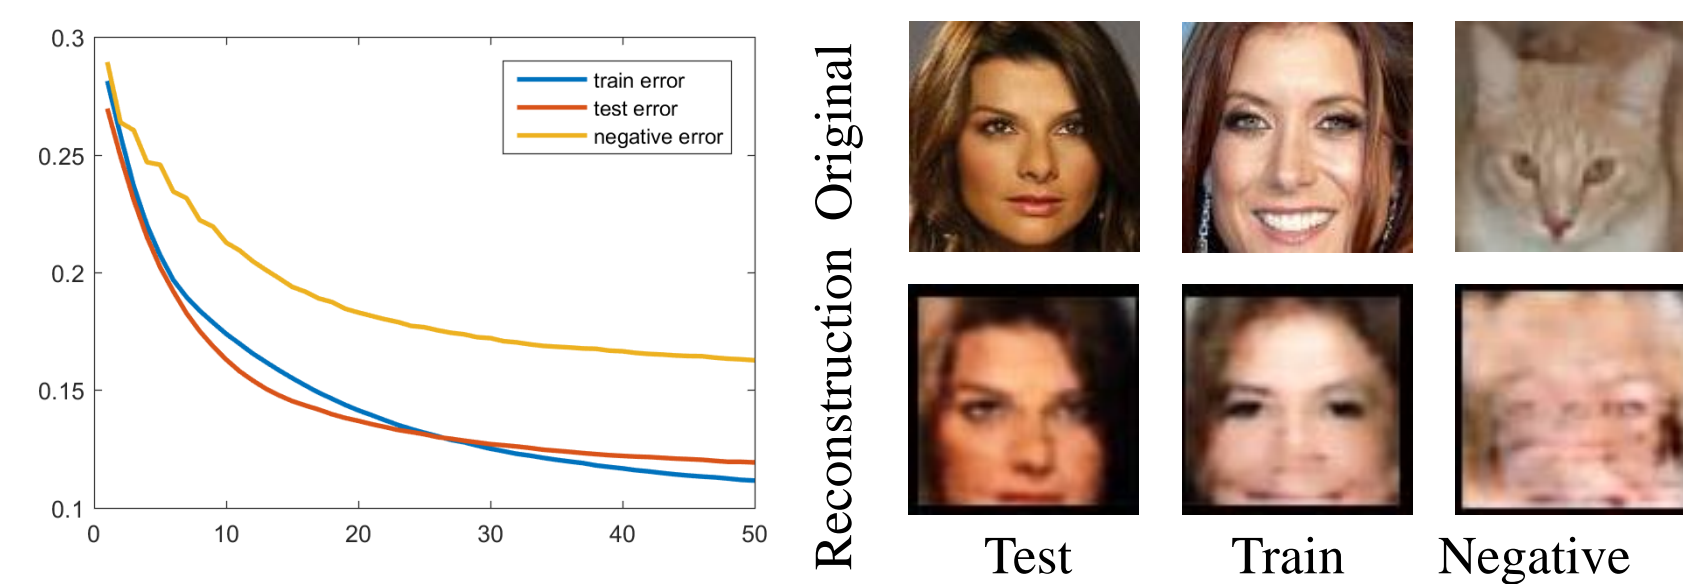 0.3
0.25
0.2
0.15
0.1
0
10
20
30
40
50
train error
test error
negative error
Original
Reconstruction
Test
Train
Negative